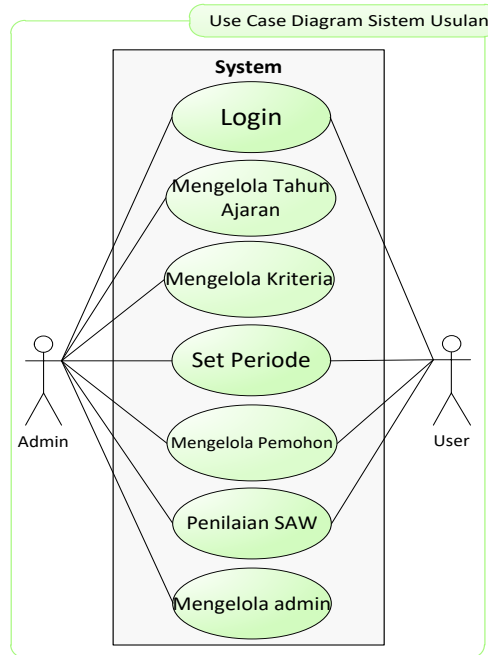 Use Case Diagram Sistem Usulan
System
Login
Mengelola Tahun
Ajaran
Mengelola Kriteria
Set Periode
Admin
User
Mengelola Pemohon
Penilaian SAW
Mengelola admin